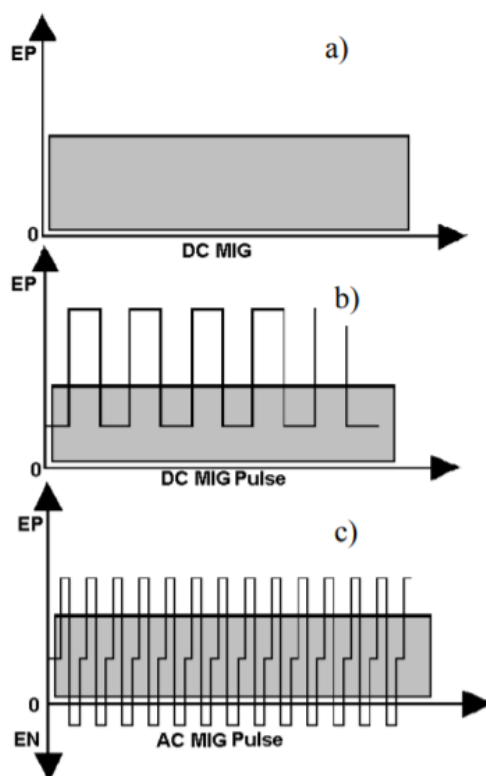 a)
EP
0
DC MIG
b)
EP
0
DC MIG Pulse
c)
EP
0
EN
AC MIG Pulse